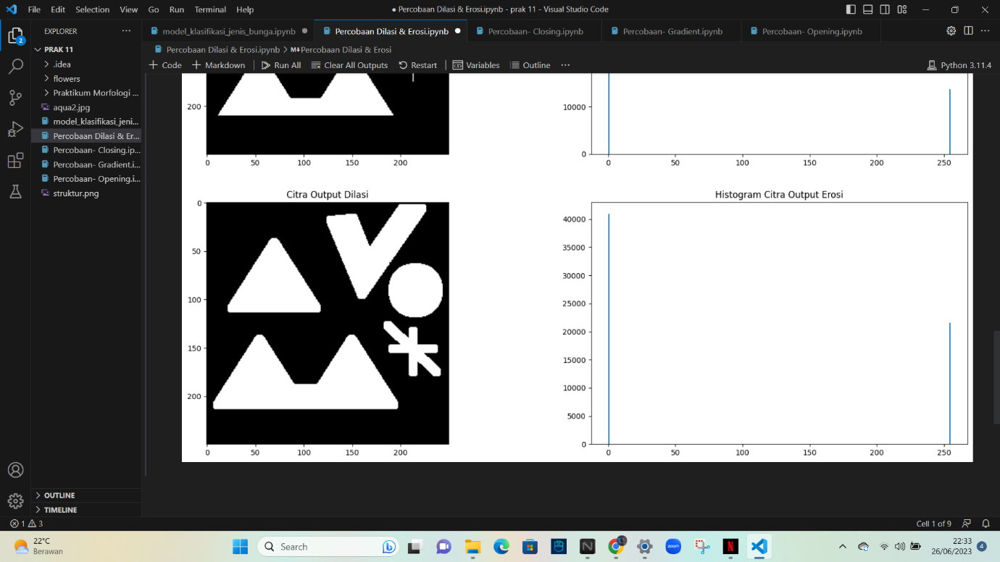 File Edit Selection View Go Run Terminal Help
● Percobaan Dilasi & Erosi.ipynb - prak 11 - Visual Studio Code
EXPLORER
model_klasifikasi_jenis_bunga.ipynb
Percobaan Dilasi & Erosi.ipynb
Percobaan- Closing.ipynb
Percobaan- Gradient.ipynb
Percobaan- Opening.ipynb
2
PRAK 11
.idea
flowers
Praktikum Morfologi ...
aqua2.jpg
model_klasifikasi_jeni...
Percobaan Dilasi & Er...
Percobaan- Closing.ip...
Percobaan- Gradient.i...
Percobaan- Opening.i...
struktur.png
OUTLINE
TIMELINE
Percobaan Dilasi & Erosi.ipynb > M↓ Percobaan Dilasi & Erosi
+ Code + Markdown Run All Clear All Outputs Restart Variables Outline ...
Python 3.11.4
200
0 50 100 150 200
10000
0
0 50 100 150 200 250
Citra Output Dilasi
0
50
100
150
200
0 50 100 150 200
Histogram Citra Output Erosi
40000
35000
30000
25000
20000
15000
10000
5000
0
0 50 100 150 200 250
1 3
Cell 1 of 9
22°C
Berawan
Search
zoom
22:33
26/06/2023
4